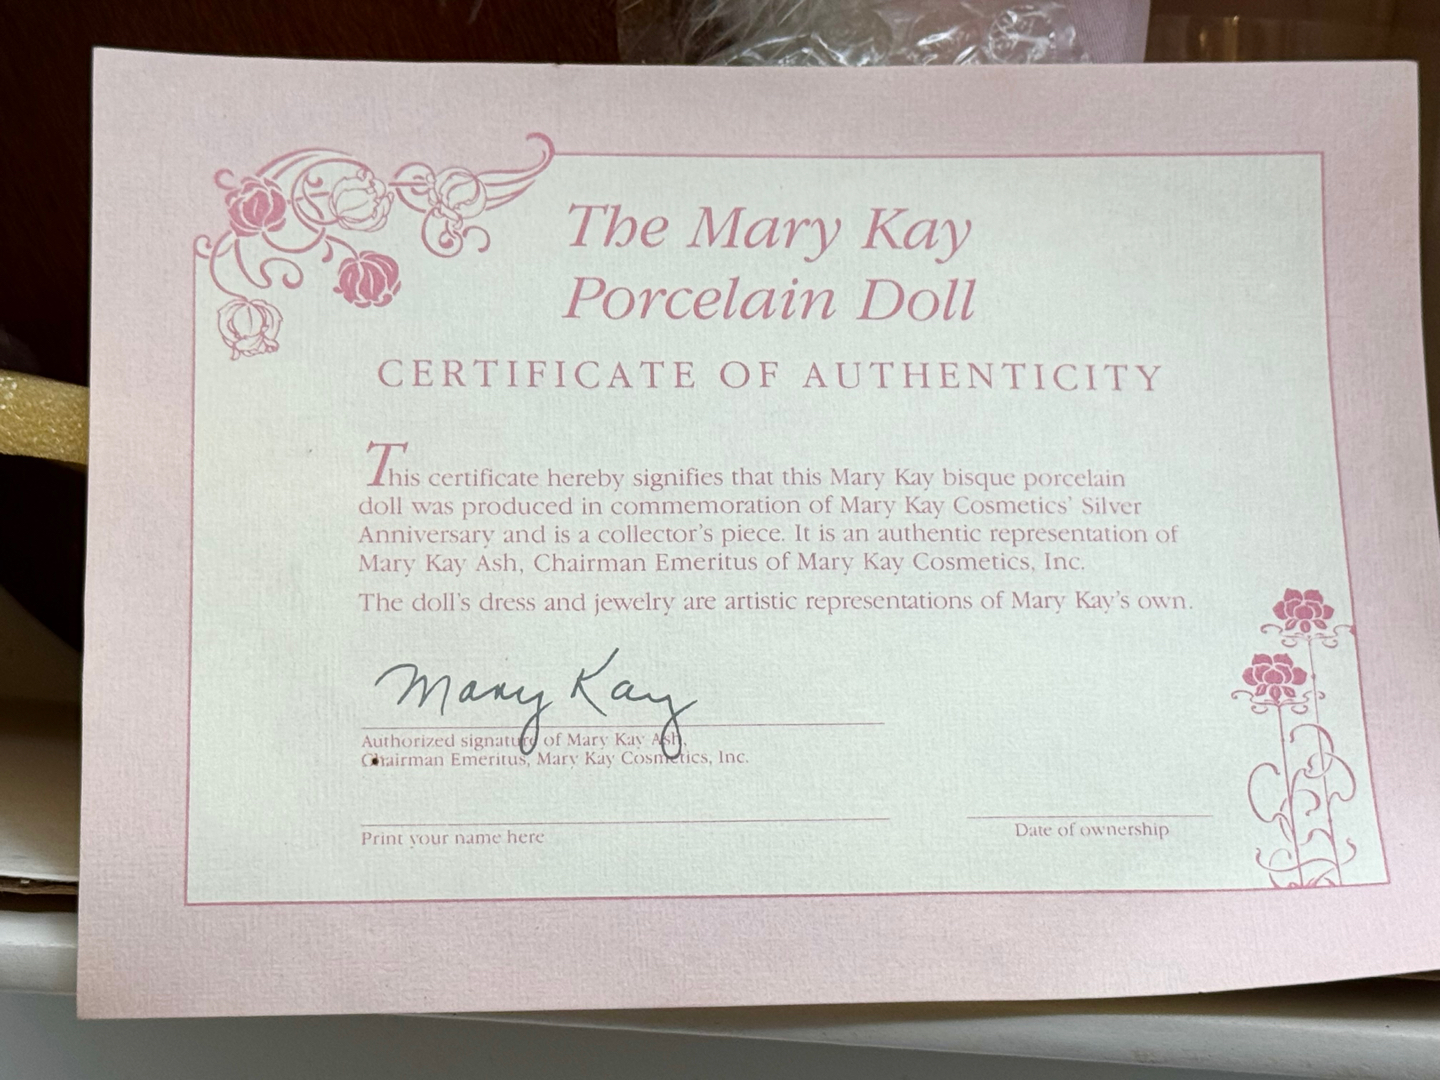 The Mary Kay
Porcelain Doll
CERTIFICATE OF AUTHENTICITY
This certificate hereby signifies that this Mary Kay bisque porcelain
doll was produced in commemoration of Mary Kay Cosmetics' Silver
Anniversary and is a collector's piece. It is an authentic representation of
Mary Kay Ash, Chairman Emeritus of Mary Kay Cosmetics, Inc.
The doll's dress and jewelry are artistic representations of Mary Kay's own.
Mary Kay
Authorized signature of Mary Kay Ash,
Chairman Emeritus, Mary Kay Cosmetics, Inc.
Print your name here
Date of ownership